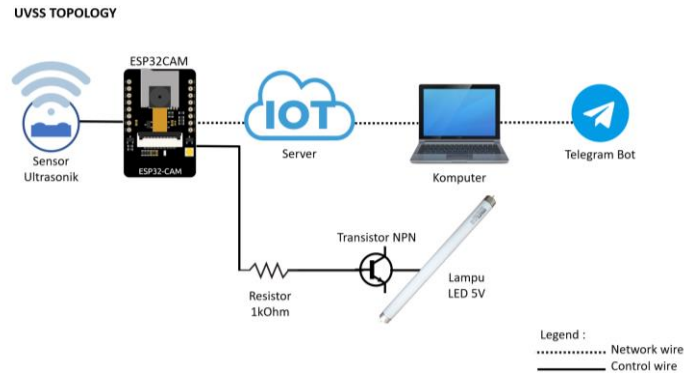 UVSS TOPOLOGY
ESP32CAM
ESP32-CAM
IOT
Sensor
Ultrasonik
Server
Komputer
Telegram Bot
Transistor NPN
Resistor
1kOhm
Lampu
LED 5V
Legend :
Network wire
Control wire